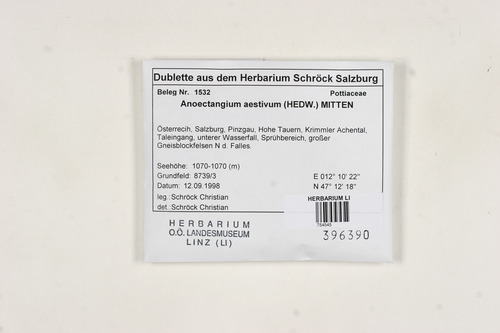 Dublette aus dem Herbarium Schröck Salzburg
Beleg Nr. 1532 Pottiaceae
Anoectangium aestivum (HEDW.) MITTEN
Österrecih, Salzburg, Pinzgau, Hohe Tauern, Krimmler Achental,
Taleingang, unterer Wasserfall, Sprühbereich, großer
Gneisblockfelsen N d. Falles.
Seehöhe: 1070-1070 (m)
Grundfeld: 8739/3 E 012° 10' 22"
Datum: 12.09.1998 N 47° 12' 18"
leg.:Schröck Christian
det.:Schröck Christian
HERBARIUM LI
HERBARIUM
O.Ö. LANDESMUSEUM
LINZ (LI)
396390